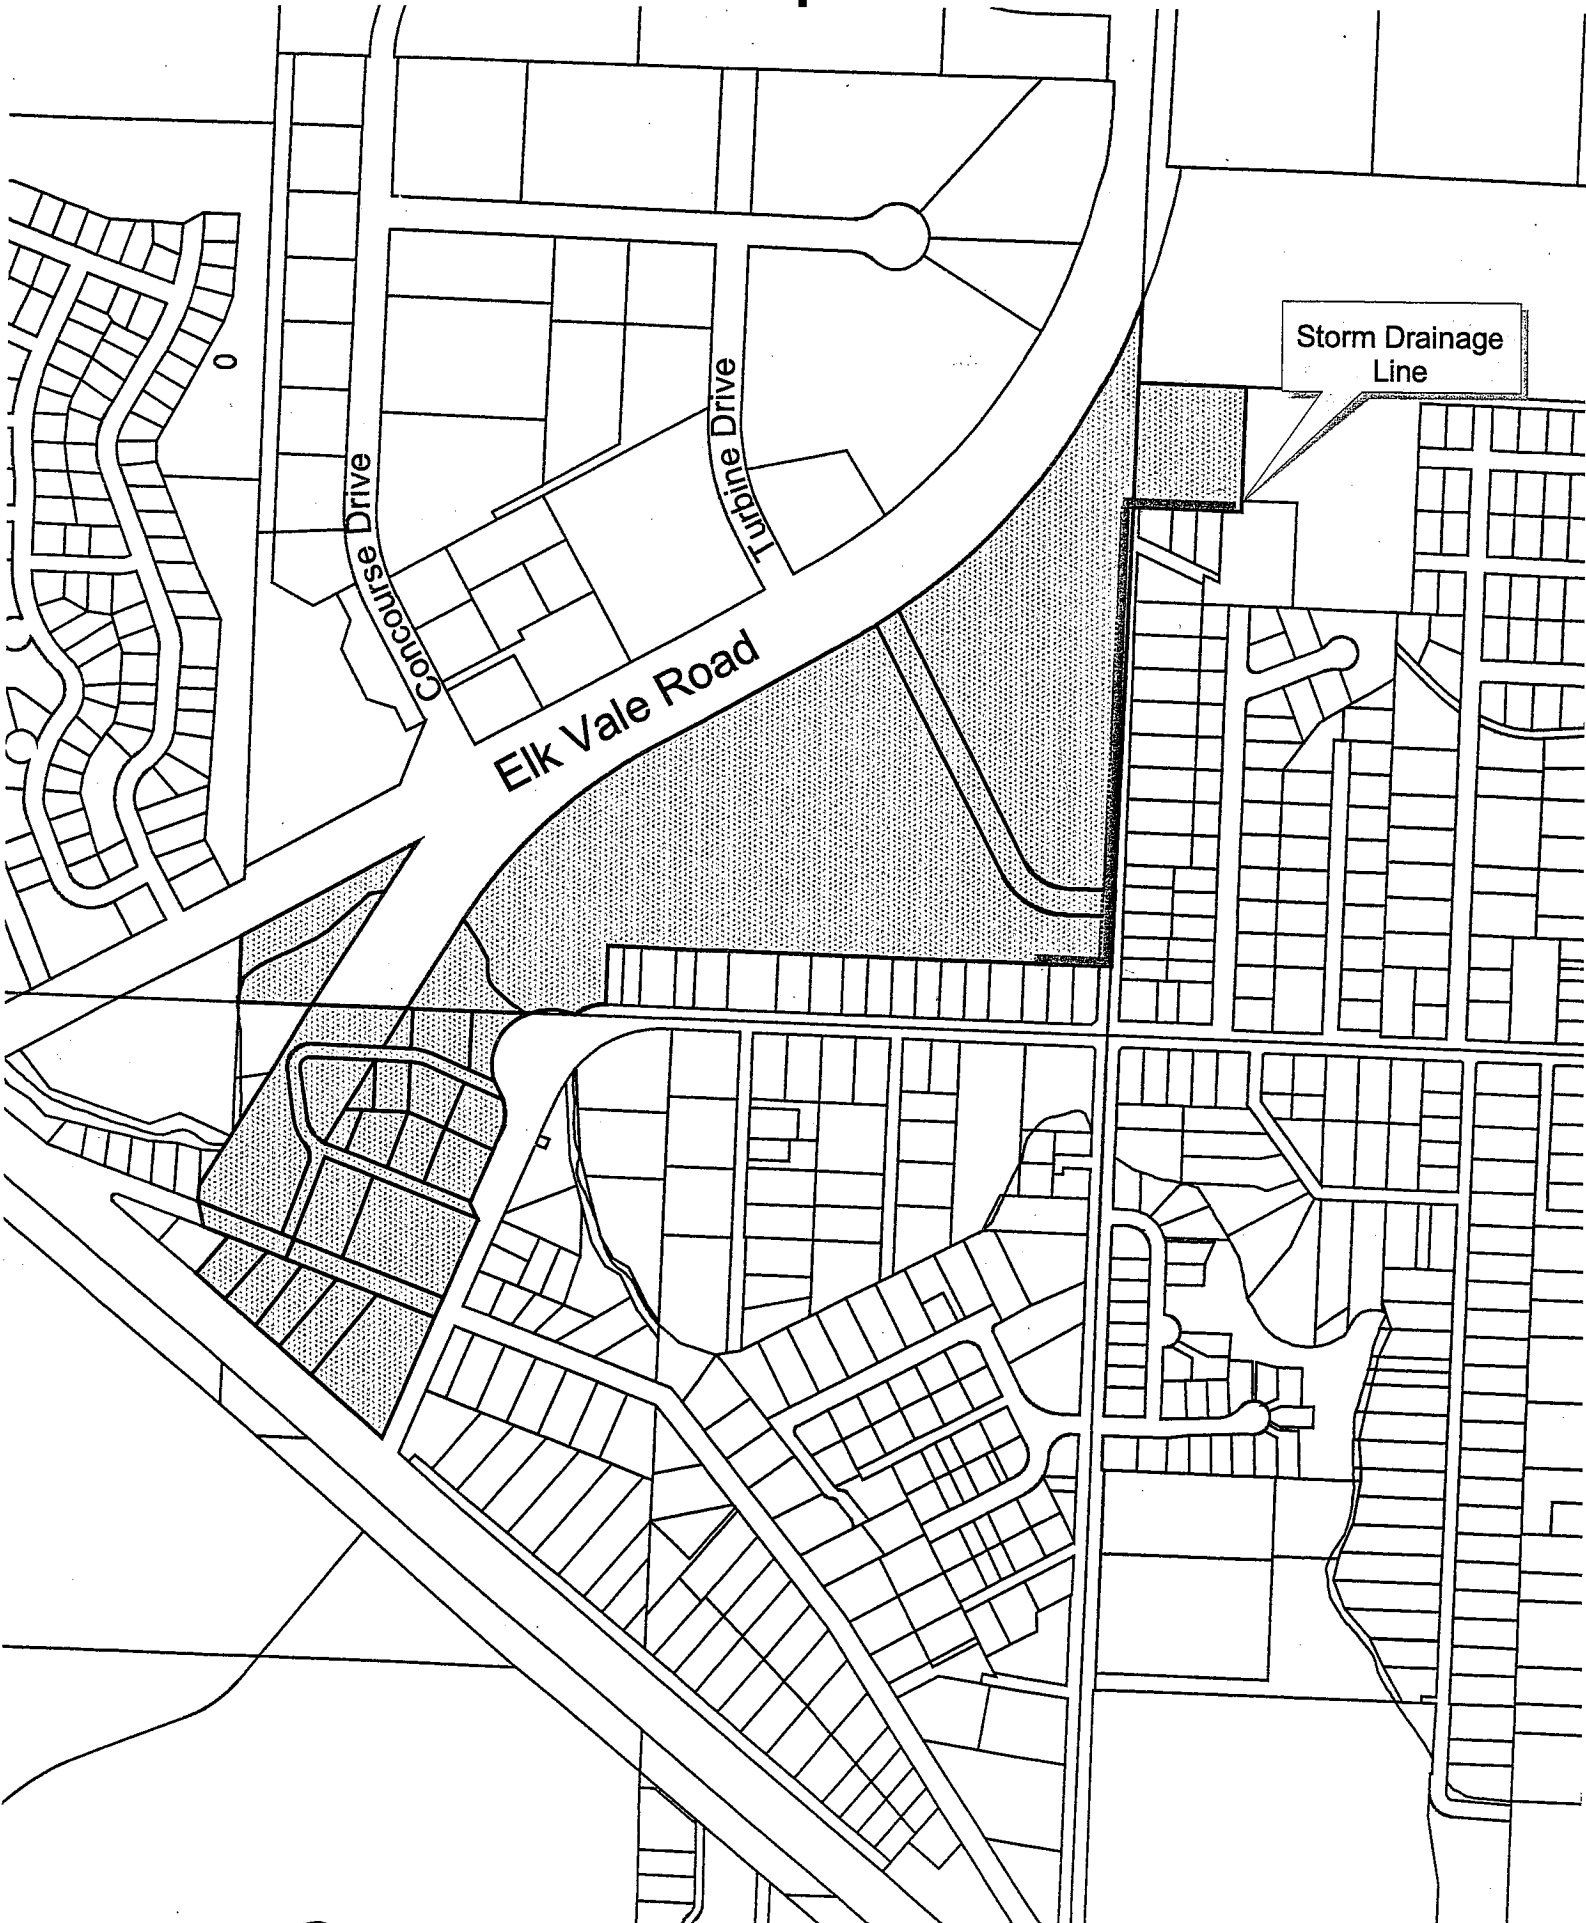 Storm Drainage
Line
Turbine Drive
Concourse Drive
Elk Vale Road
0